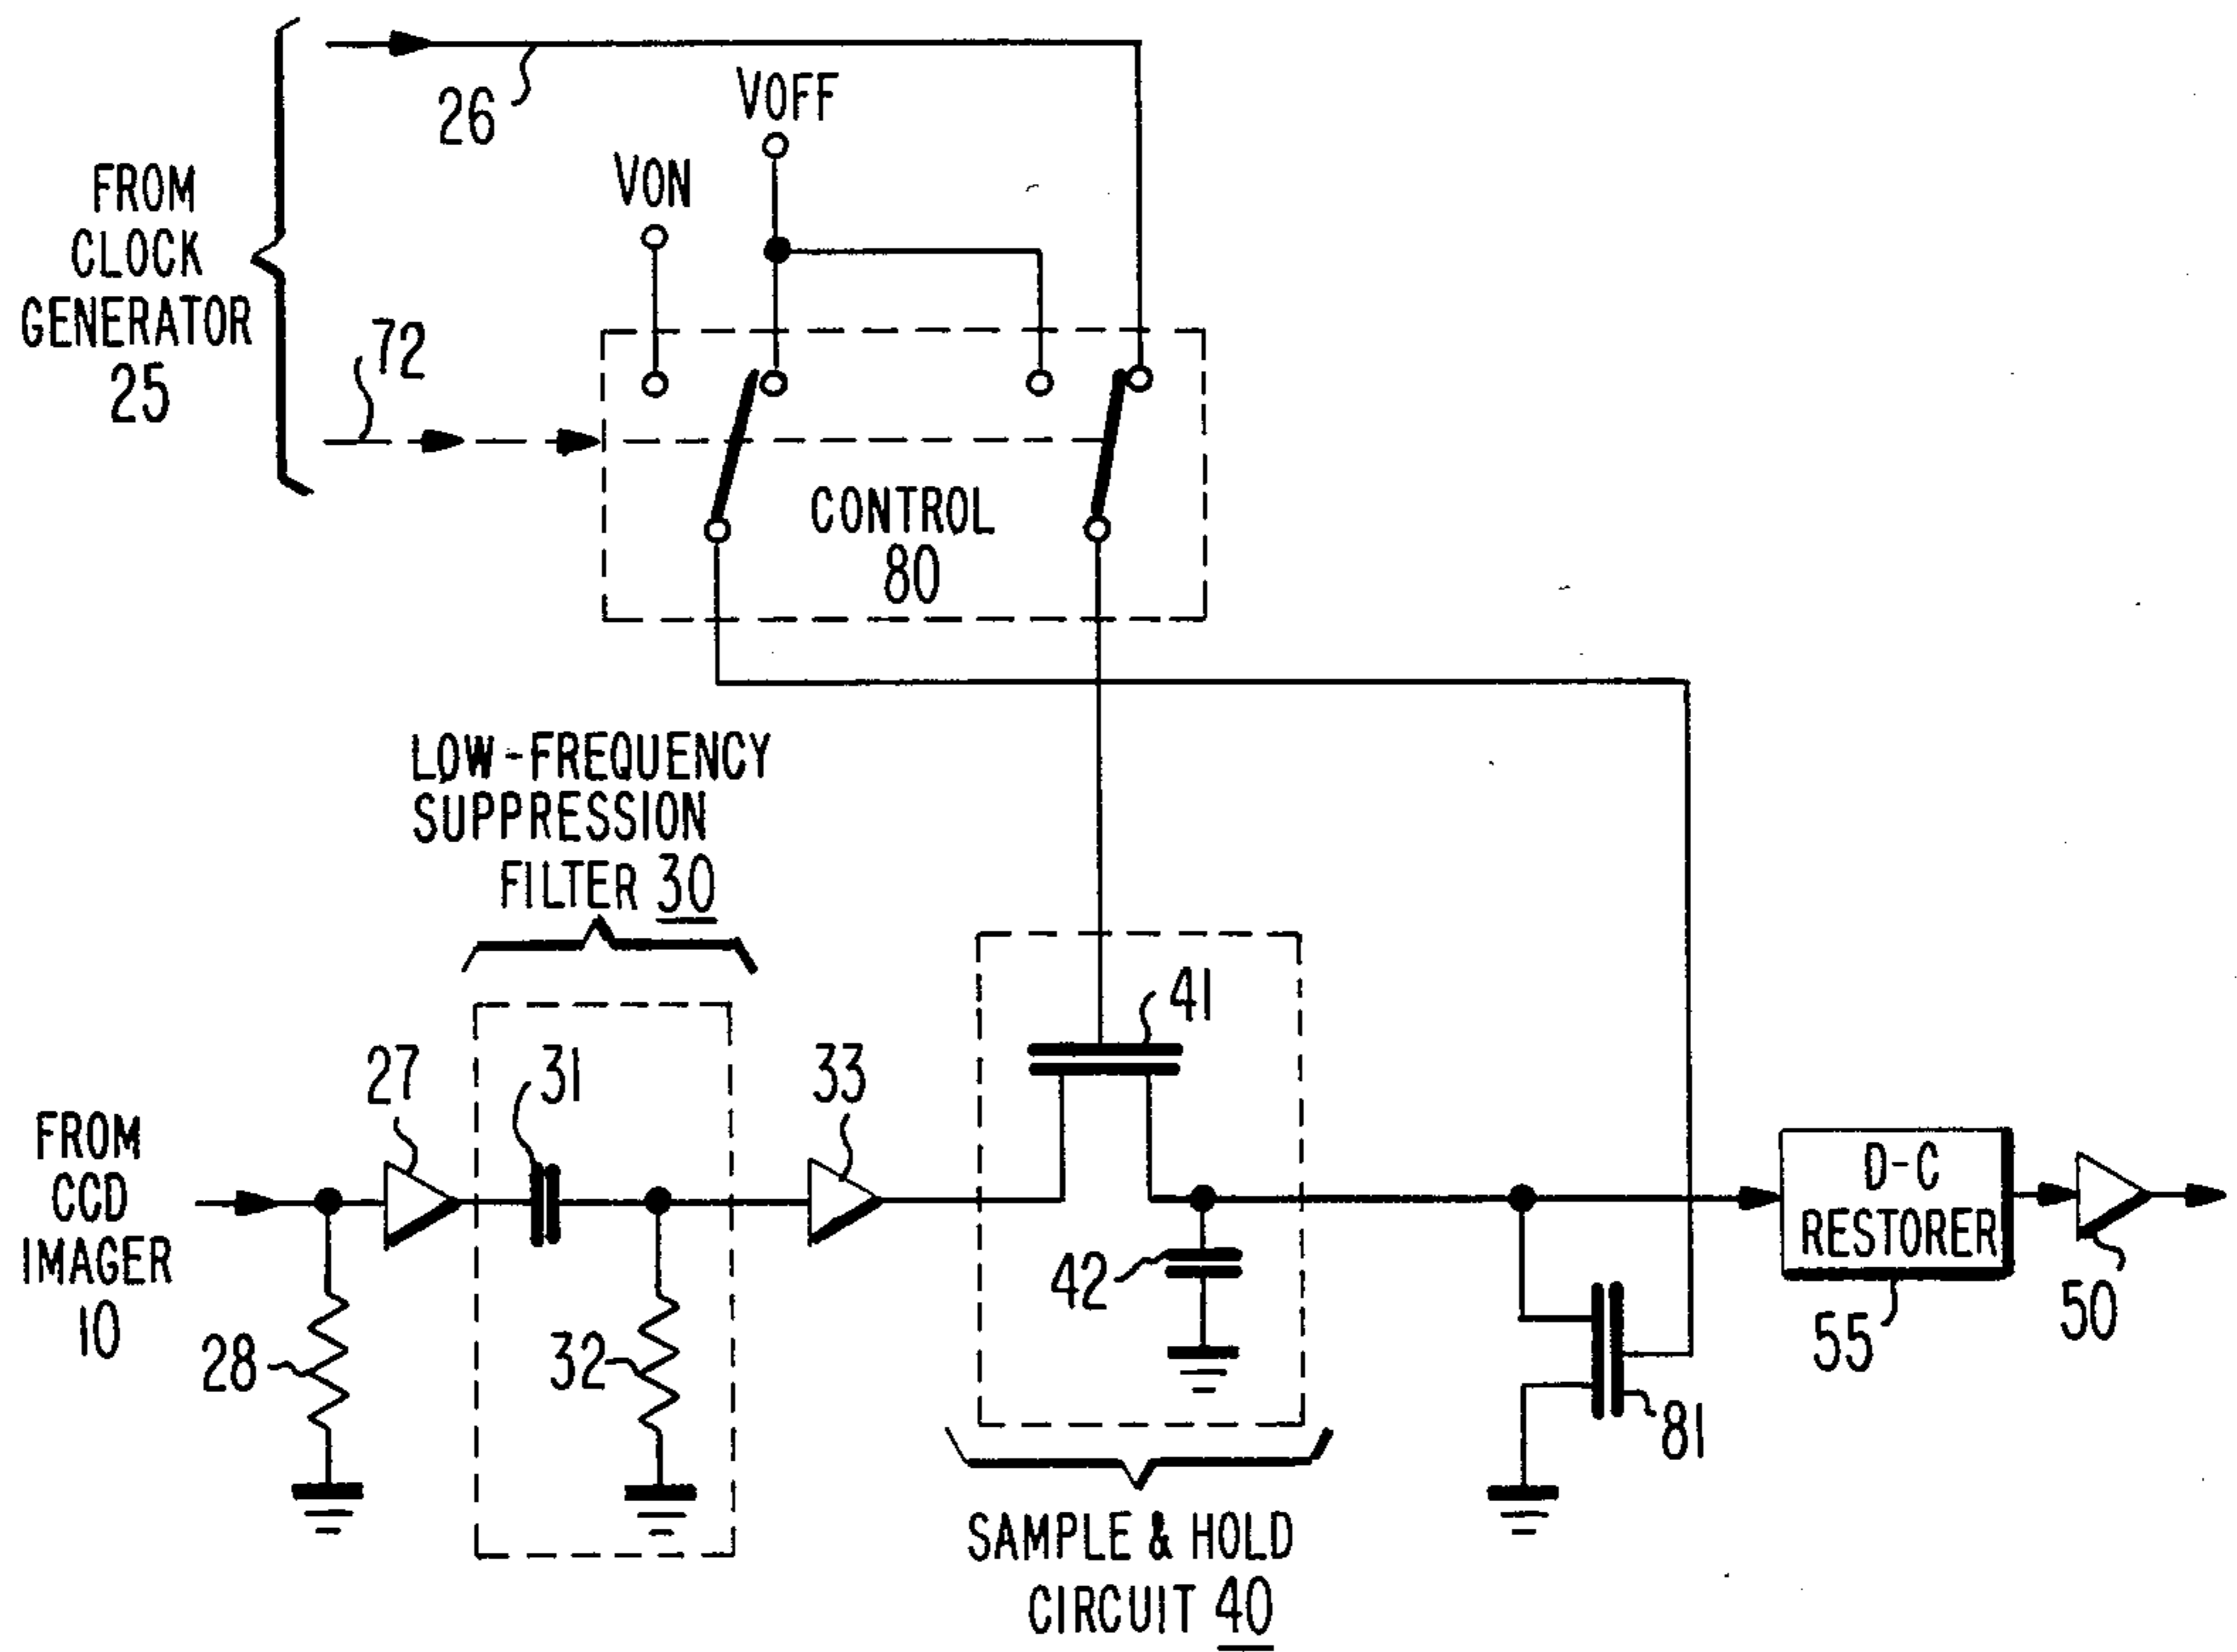 26
VOFF
VON
FROM
CLOCK
GENERATOR
25
72
CONTROL
80
LOW-FREQUENCY
SUPPRESSION
FILTER 30
41
27
31
33
FROM
CCD
IMAGER
10
D-C
RESTORER
42
28
32
55
50
81
SAMPLE & HOLD
CIRCUIT 40